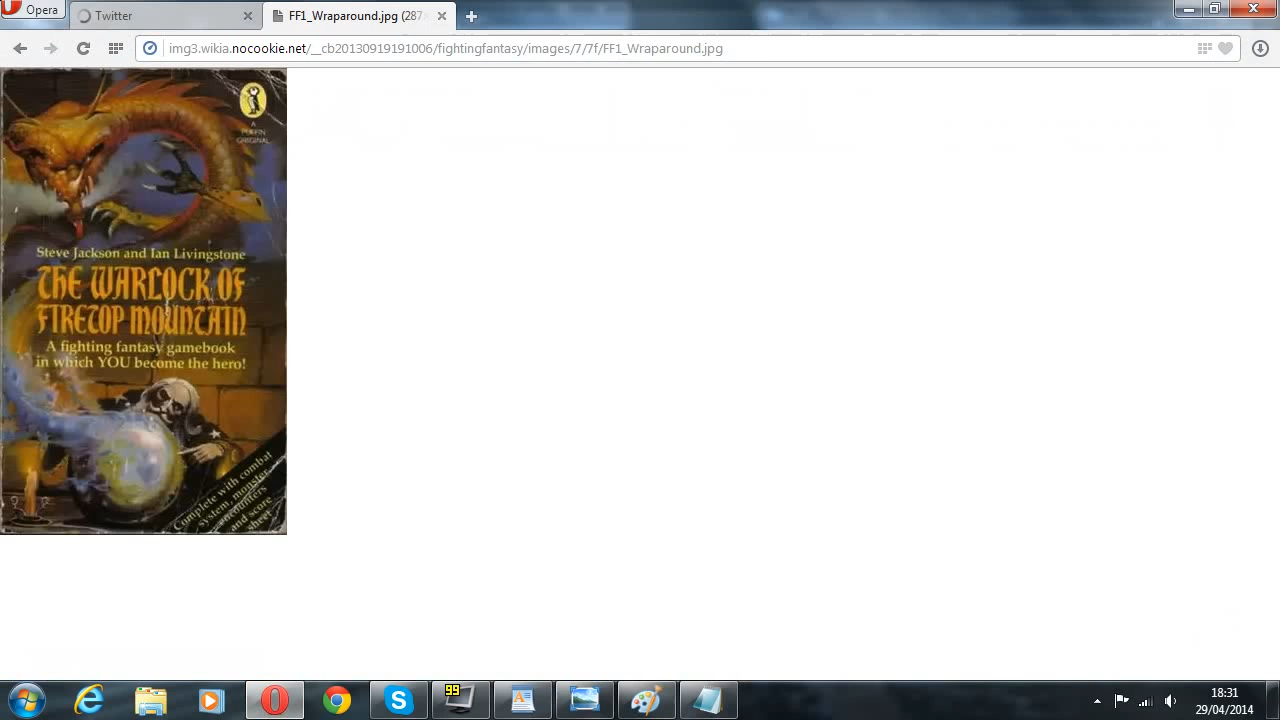 Opera
Twitter
FF1_Wraparound.jpg (287
img3.wikia.nocookie.net/__cb20130919191006/fightingfantasy/images/7/7f/FF1_Wraparound.jpg
A
PUFFIN
ORIGINAL
Steve Jackson and Ian Livingstone
THE WARLOCK OF
FIRETOP MOUNTAIN
A fighting fantasy gamebook
in which YOU become the hero!
Complete with combat
system, monster
encounters
and score
sheet
99
18:31
29/04/2014